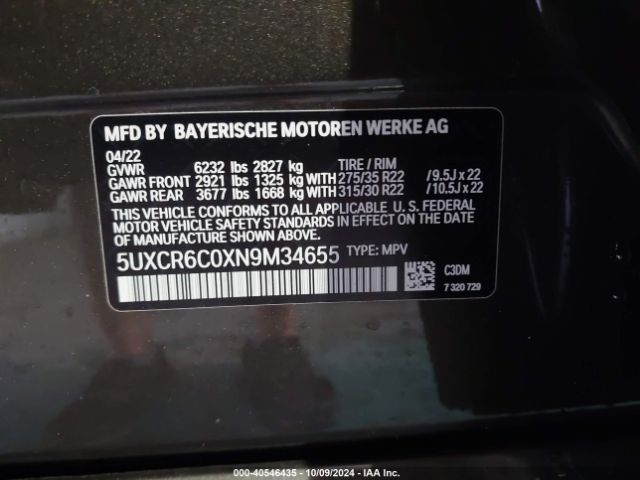 MFD BY BAYERISCHE MOTOREN WERKE AG
04/22
GVWR 6232 lbs 2827 kg TIRE / RIM
GAWR FRONT 2921 lbs 1325 kg WITH 275/35 R22 / 9.5J x 22
GAWR REAR 3677 lbs 1668 kg WITH 315/30 R22 / 10.5J x 22
THIS VEHICLE CONFORMS TO ALL APPLICABLE U. S. FEDERAL
MOTOR VEHICLE SAFETY STANDARDS IN EFFECT ON THE
DATE OF MANUFACTURE SHOWN ABOVE.
5UXCR6C0XN9M34655 TYPE: MPV
C3DM
7 320 729
000-40546435 - 10/09/2024 - IAAI.CA